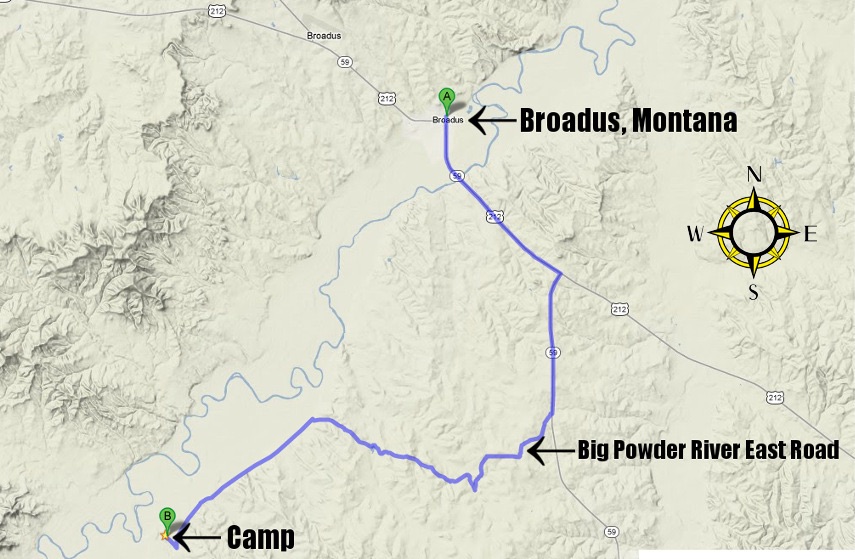 212
Broadus
59
212
A
Broadus
Broadus, Montana
59
N
212
W E
S
212
59
212
Big Powder River East Road
B
59
Camp